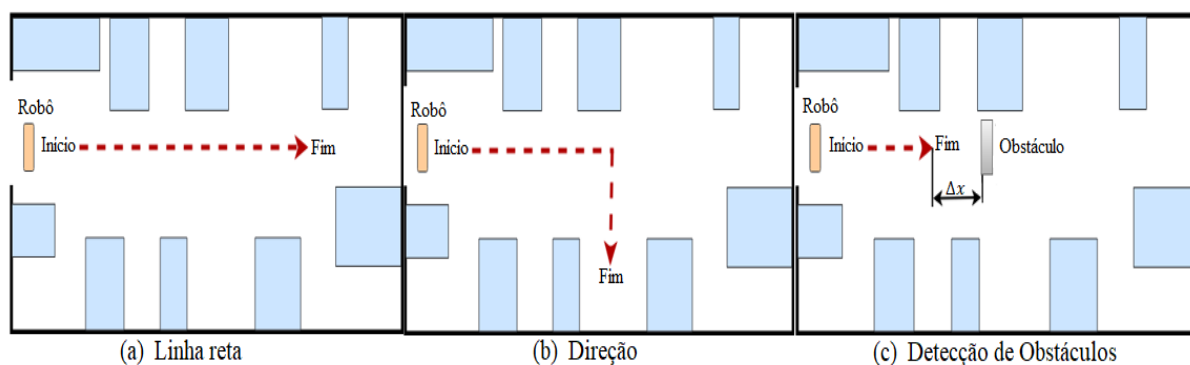 Robô
Início
Fim
(a) Linha reta
Robô
Início
Fim
(b) Direção
Robô
Início
Fim
Obstáculo
Δx
(c) Detecção de Obstáculos